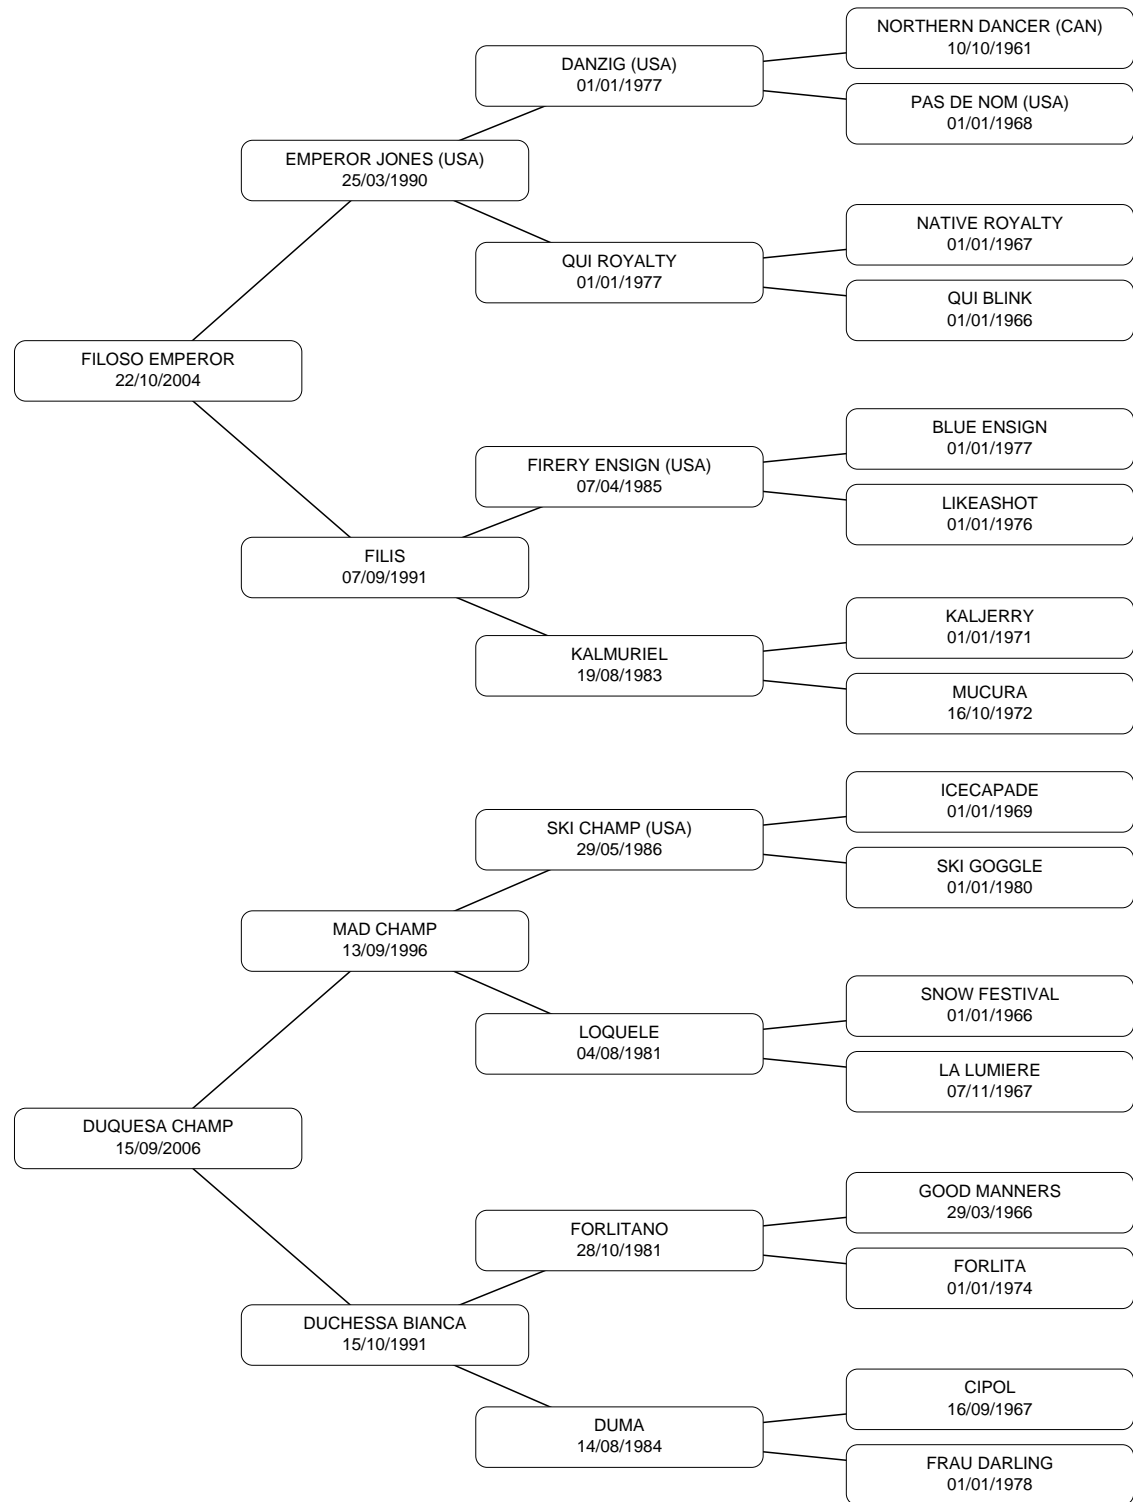 NORTHERN DANCER (CAN)
10/10/1961
DANZIG (USA)
01/01/1977
PAS DE NOM (USA)
01/01/1968
EMPEROR JONES (USA)
25/03/1990
NATIVE ROYALTY
01/01/1967
QUI ROYALTY
01/01/1977
QUI BLINK
01/01/1966
FILOSO EMPEROR
22/10/2004
BLUE ENSIGN
01/01/1977
FIRERY ENSIGN (USA)
07/04/1985
LIKEASHOT
01/01/1976
FILIS
07/09/1991
KALJERRY
01/01/1971
KALMURIEL
19/08/1983
MUCURA
16/10/1972
ICECAPADE
01/01/1969
SKI CHAMP (USA)
29/05/1986
SKI GOGGLE
01/01/1980
MAD CHAMP
13/09/1996
SNOW FESTIVAL
01/01/1966
LOQUELE
04/08/1981
LA LUMIERE
07/11/1967
DUQUESA CHAMP
15/09/2006
GOOD MANNERS
29/03/1966
FORLITANO
28/10/1981
FORLITA
01/01/1974
DUCHESSA BIANCA
15/10/1991
CIPOL
16/09/1967
DUMA
14/08/1984
FRAU DARLING
01/01/1978